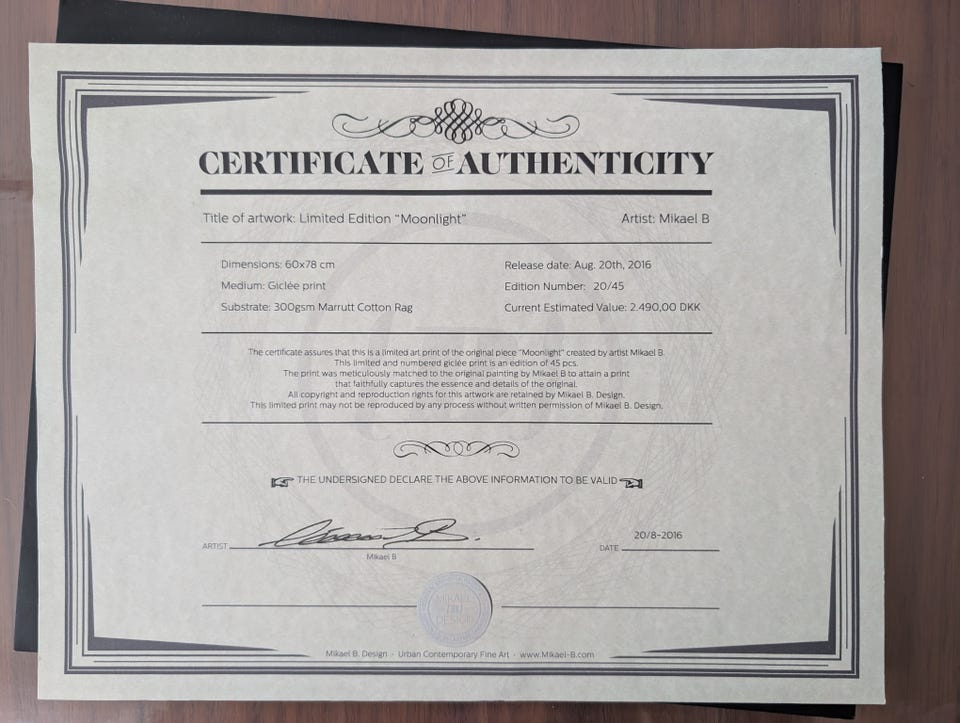 CERTIFICATE OF AUTHENTICITY
Title of artwork: Limited Edition “Moonlight” Artist: Mikael B
Dimensions: 60x78 cm Release date: Aug. 20th, 2016
Medium: Giclée print Edition Number: 20/45
Substrate: 300gsm Marrutt Cotton Rag Current Estimated Value: 2.490,00 DKK
The certificate assures that this is a limited art print of the original piece “Moonlight” created by artist Mikael B.
This limited and numbered giclée print is an edition of 45 pcs.
The print was meticulously matched to the original painting by Mikael B to attain a print
that faithfully captures the essence and details of the original.
All copyright and reproduction rights for this artwork are retained by Mikael B. Design.
This limited print may not be reproduced by any process without written permission of Mikael B. Design.
THE UNDERSIGNED DECLARE THE ABOVE INFORMATION TO BE VALID
ARTIST DATE 20/8-2016
Mikael B
MIKAEL
DESIGN
Mikael B. Design · Urban Contemporary Fine Art · www.Mikael-B.com